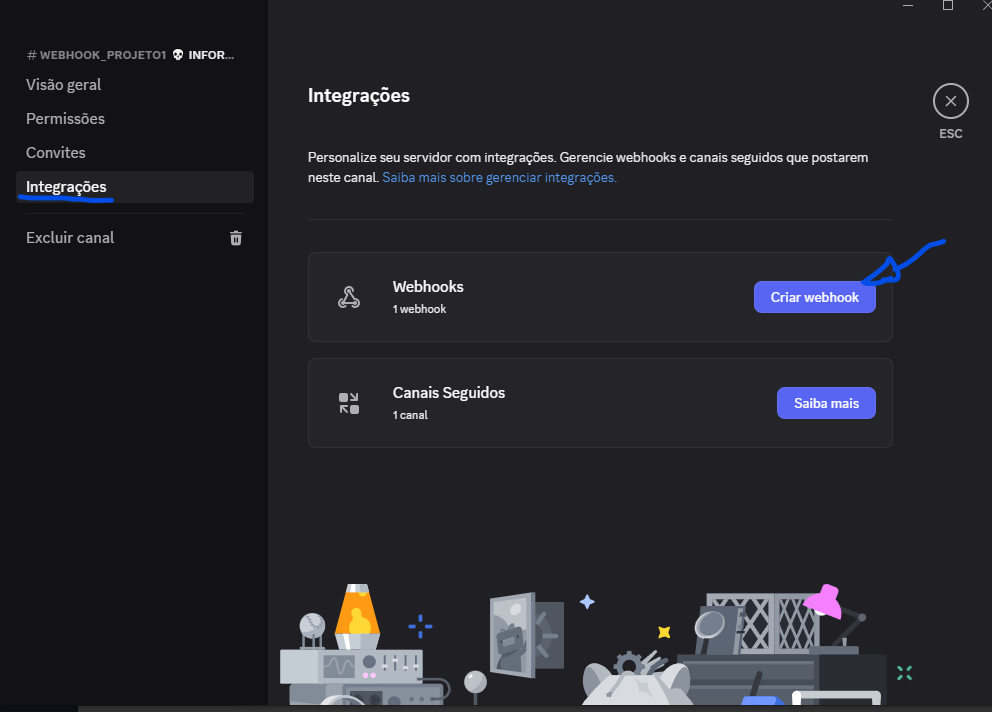 # WEBHOOK_PROJETO1 💀 INFOR...
Visão geral
Permissões
Convites
Integrações
Excluir canal
Integrações
ESC
Personalize seu servidor com integrações. Gerencie webhooks e canais seguidos que postarem
neste canal. Saiba mais sobre gerenciar integrações.
Webhooks
1 webhook
Criar webhook
Canais Seguidos
1 canal
Saiba mais